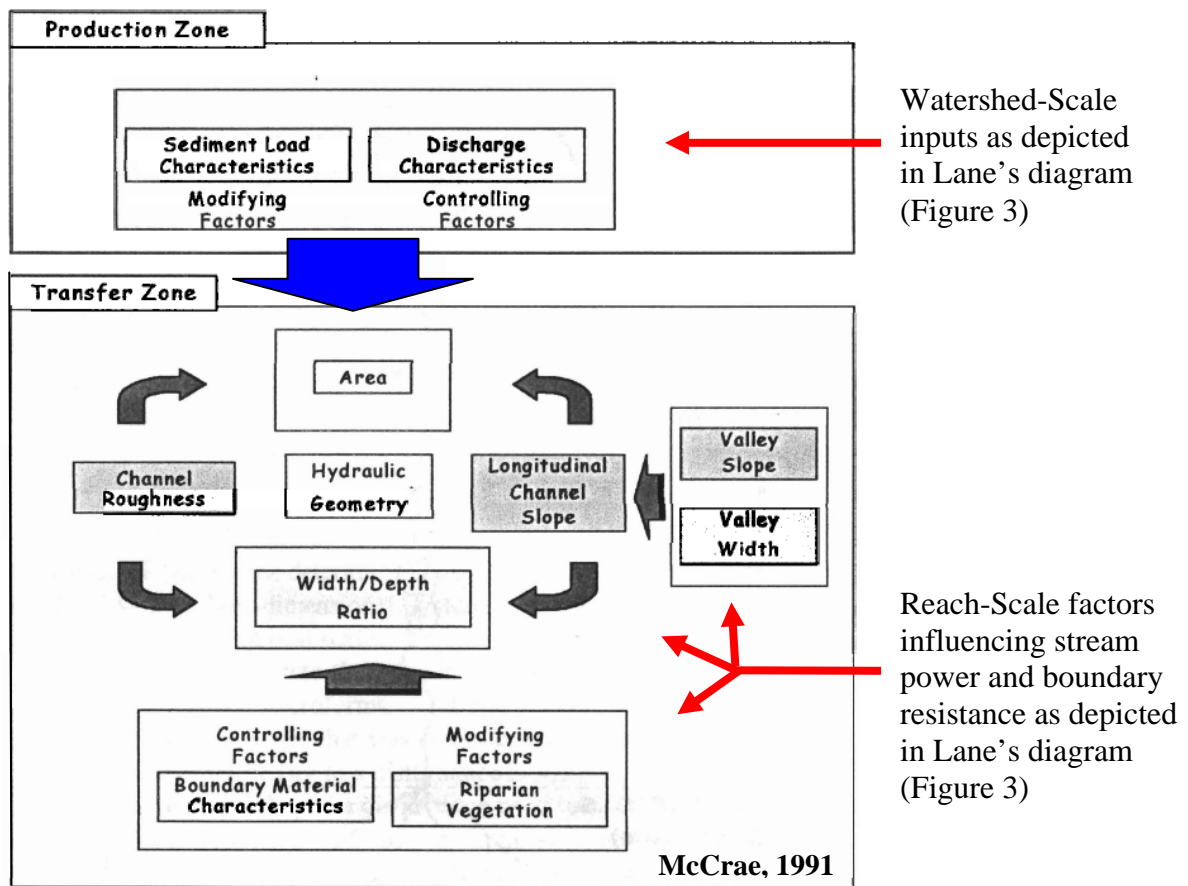 Production Zone
Sediment Load
Characteristics
Discharge
Characteristics
Modifying
Factors
Controlling
Factors
Watershed-Scale
inputs as depicted
in Lane’s diagram
(Figure 3)
Transfer Zone
Area
Channel
Roughness
Hydraulic
Geometry
Longitudinal
Channel
Slope
Valley
Slope
Valley
Width
Width/Depth
Ratio
Reach-Scale factors
influencing stream
power and boundary
resistance as depicted
in Lane’s diagram
(Figure 3)
Controlling
Factors
Modifying
Factors
Boundary Material
Characteristics
Riparian
Vegetation
McCrae, 1991